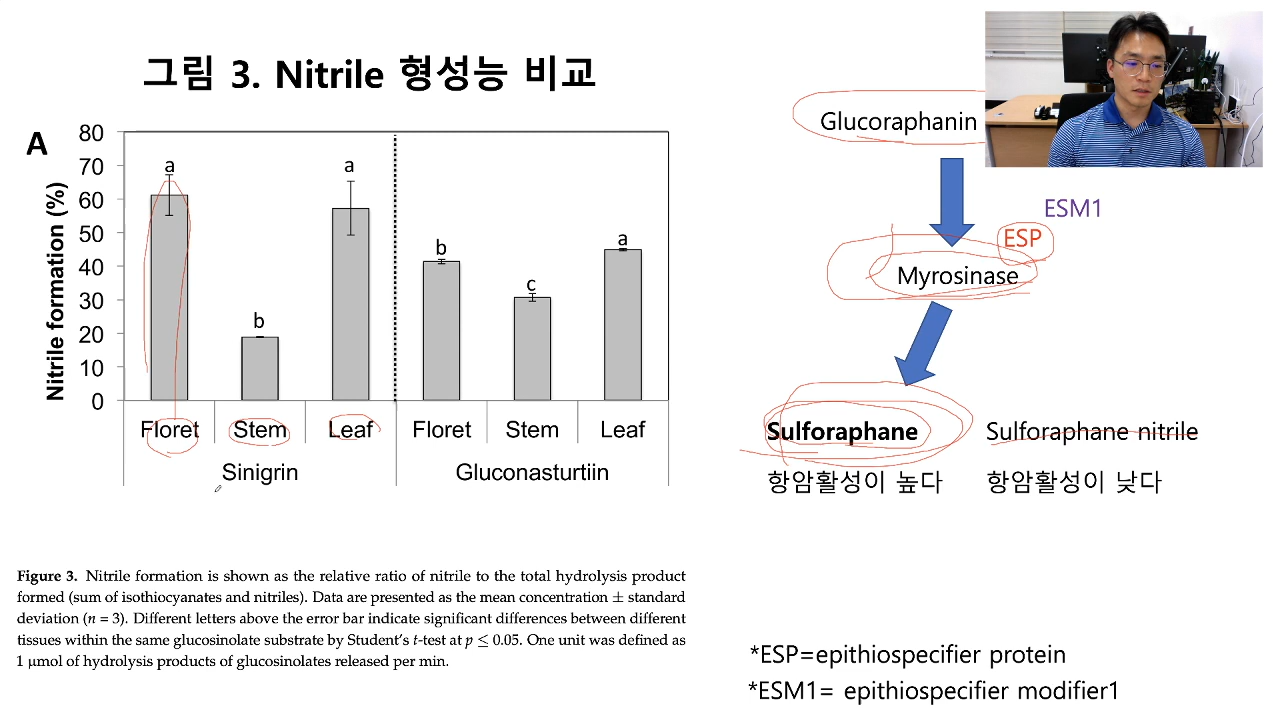 그림 3. Nitrile 형성능 비교
A
Nitrile formation (%)
80
70
60
50
40
30
20
10
0
a
b
a
b
c
a
Floret
Stem
Leaf
Floret
Stem
Leaf
Sinigrin
Gluconasturtiin
Figure 3. Nitrile formation is shown as the relative ratio of nitrile to the total hydrolysis product
formed (sum of isothiocyanates and nitriles). Data are presented as the mean concentration ± standard
deviation (n = 3). Different letters above the error bar indicate significant differences between different
tissues within the same glucosinolate substrate by Student's t-test at p ≤ 0.05. One unit was defined as
1 µmol of hydrolysis products of glucosinolates released per min.
Glucoraphanin
ESM1
ESP
Myrosinase
Sulforaphane
Sulforaphane nitrile
항암활성이 높다
항암활성이 낮다
*ESP=epithiospecifier protein
*ESM1= epithiospecifier modifier1